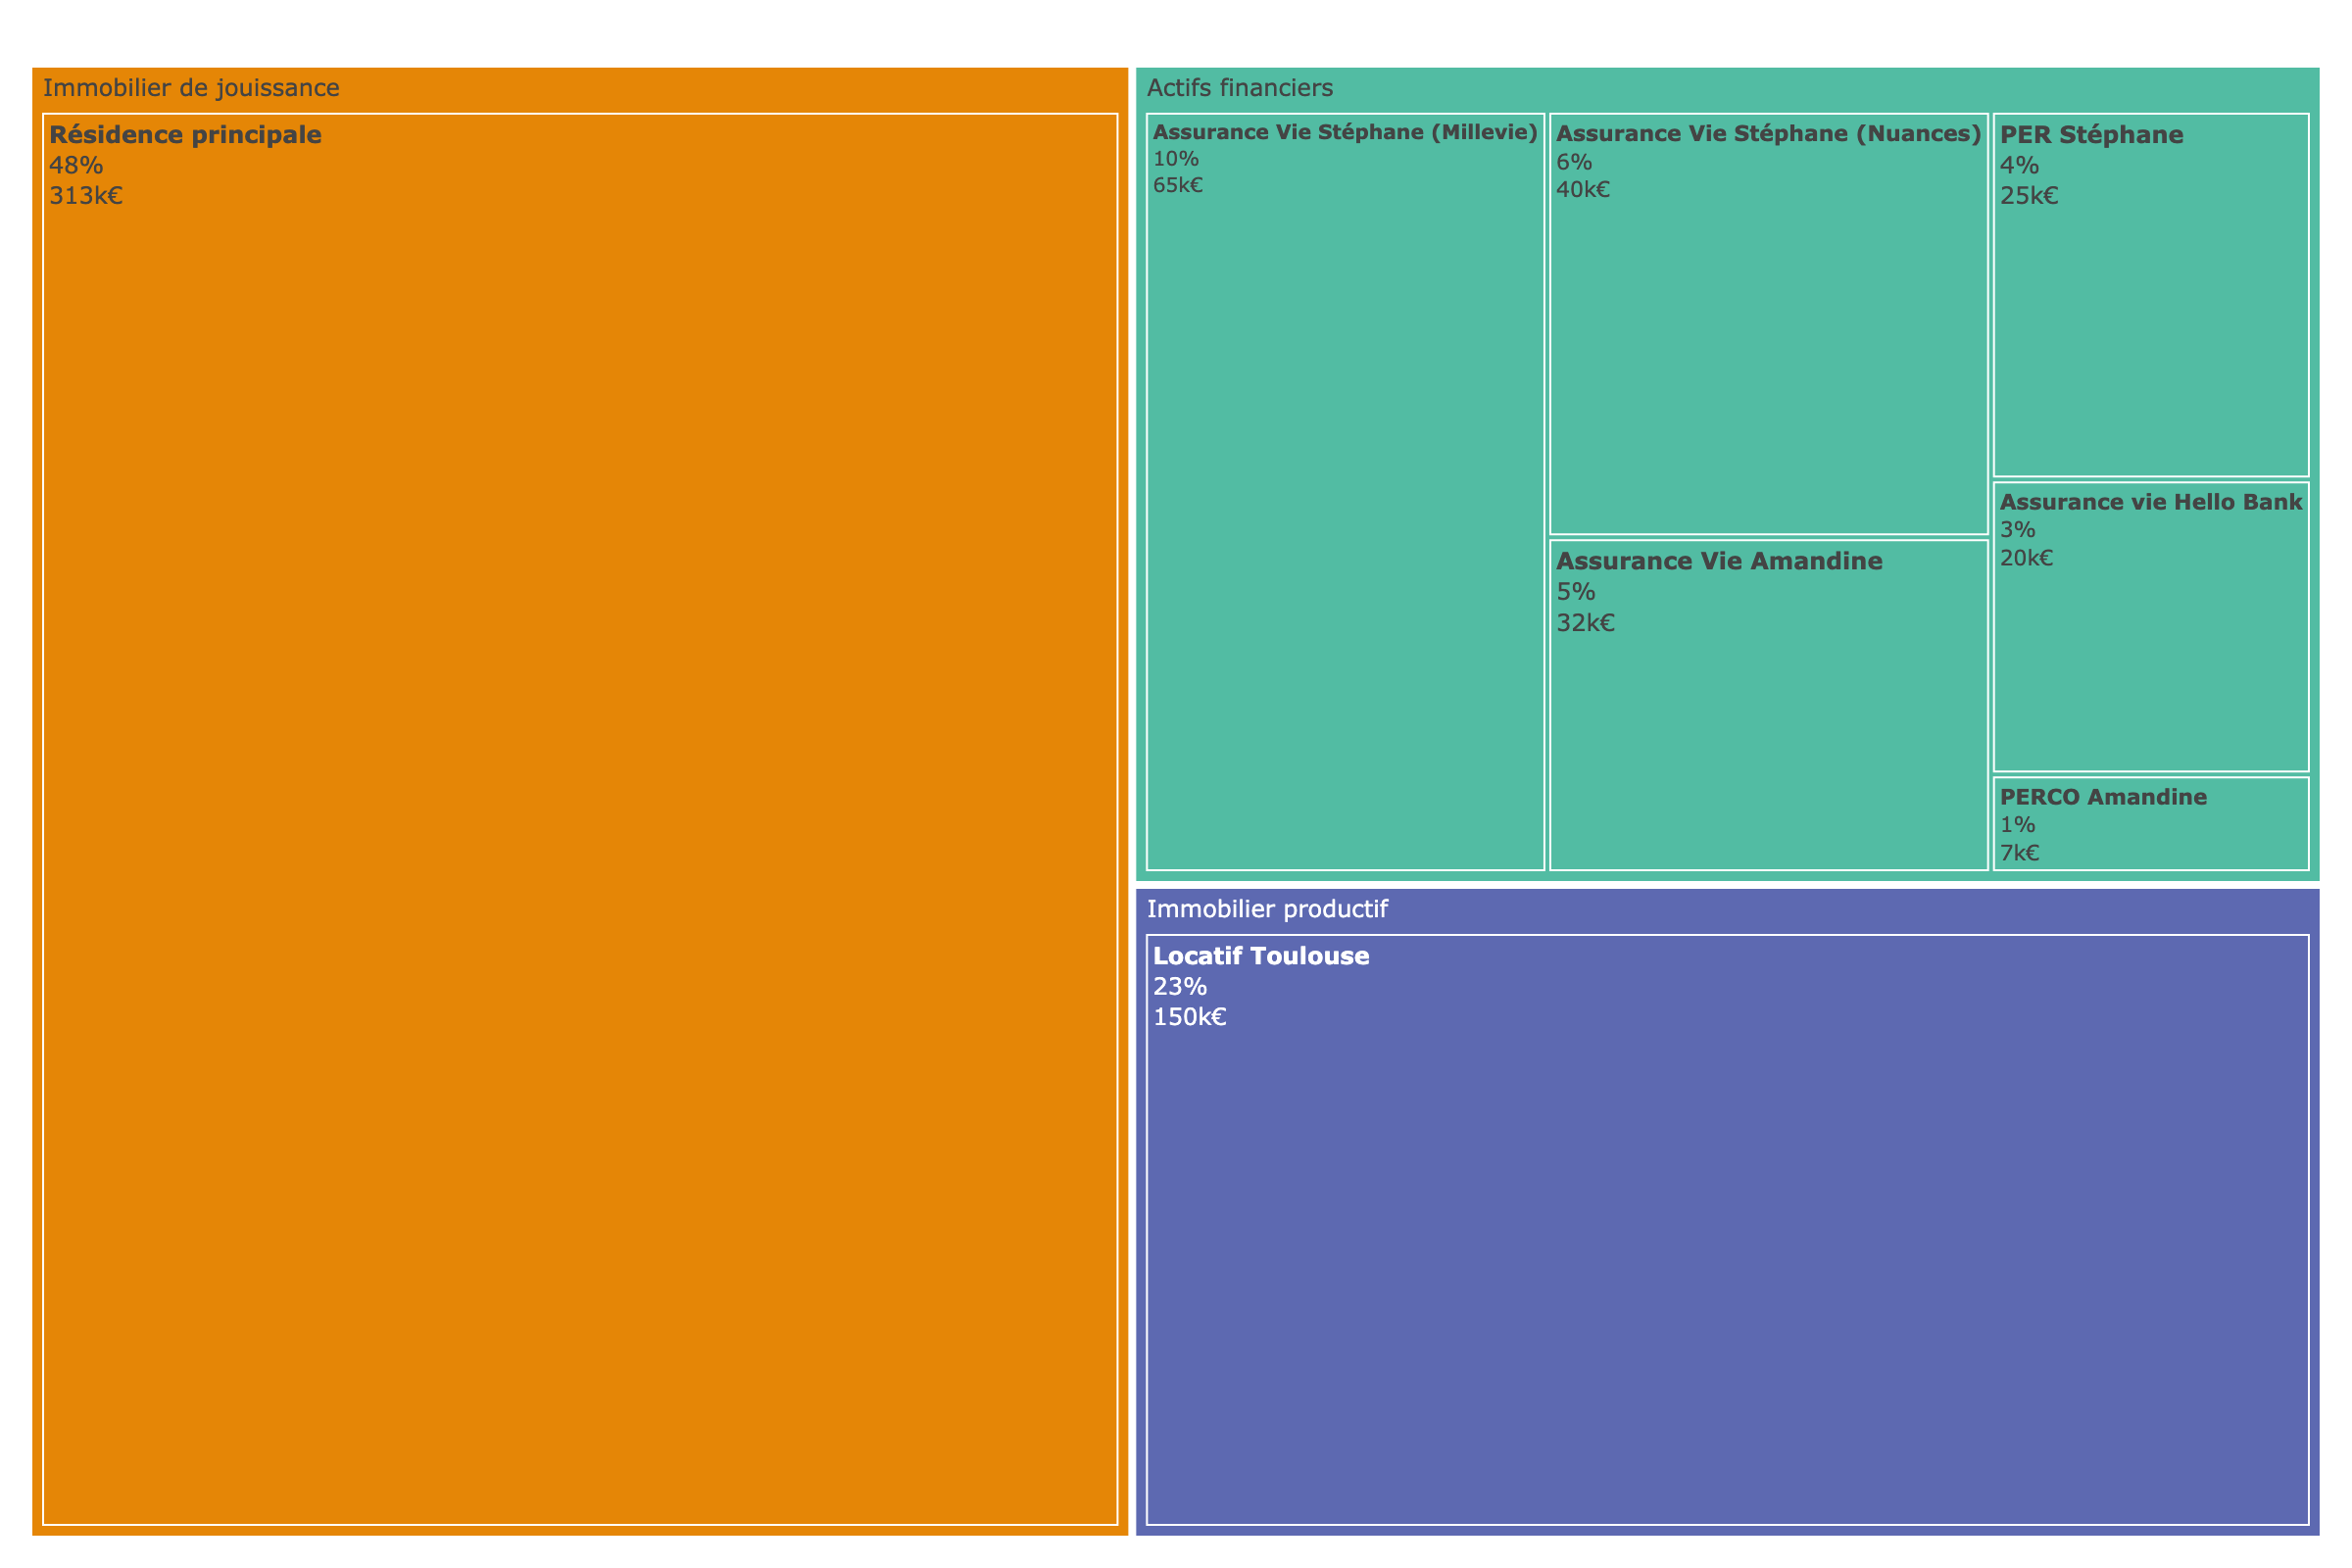 Immobilier de jouissance
Résidence principale
48%
313k€
Actifs financiers
Assurance Vie Stéphane (Millevie)
10%
65k€
Assurance Vie Stéphane (Nuances)
6%
40k€
Assurance Vie Amandine
5%
32k€
PER Stéphane
4%
25k€
Assurance vie Hello Bank
3%
20k€
PERCO Amandine
1%
7k€
Immobilier productif
Locatif Toulouse
23%
150k€